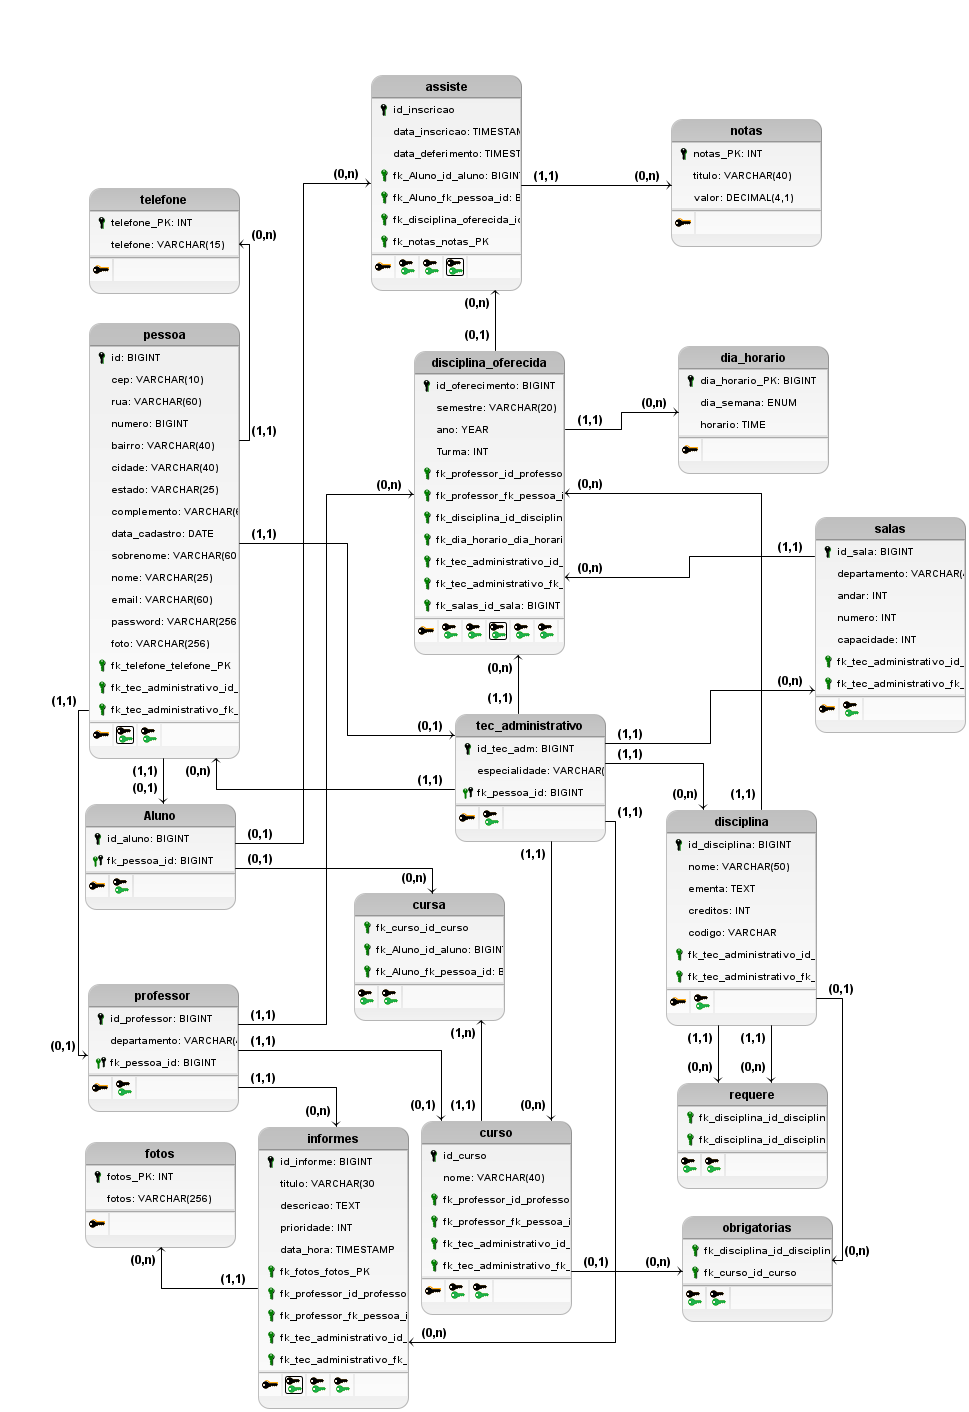 assiste
id_inscricao
data_inscricao: TIMESTAM
data_deferimento: TIMEST
fk_Aluno_id_aluno: BIGINT
fk_Aluno_fk_pessoa_id: B
fk_disciplina_oferecida_id
fk_notas_notas_PK
(0,n)
(1,1)
(0,n)
notas
notas_PK: INT
titulo: VARCHAR(40)
valor: DECIMAL(4,1)
telefone
telefone_PK: INT
telefone: VARCHAR(15)
(0,n)
(0,n)
(0,1)
pessoa
id: BIGINT
cep: VARCHAR(10)
rua: VARCHAR(60)
numero: BIGINT
bairro: VARCHAR(40)
cidade: VARCHAR(40)
estado: VARCHAR(25)
complemento: VARCHAR(6
data_cadastro: DATE
sobrenome: VARCHAR(60
nome: VARCHAR(25)
email: VARCHAR(60)
password: VARCHAR(256
foto: VARCHAR(256)
fk_telefone_telefone_PK
fk_tec_administrativo_id_
fk_tec_administrativo_fk_
(1,1)
(1,1)
(1,1)
disciplina_oferecida
id_oferecimento: BIGINT
semestre: VARCHAR(20)
ano: YEAR
Turma: INT
fk_professor_id_professo
fk_professor_fk_pessoa_i
fk_disciplina_id_disciplin
fk_dia_horario_dia_horari
fk_tec_administrativo_id_
fk_tec_administrativo_fk_
fk_salas_id_sala: BIGINT
(1,1)
(0,n)
(0,n)
(0,n)
(0,n)
(1,1)
dia_horario
dia_horario_PK: BIGINT
dia_semana: ENUM
horario: TIME
salas
id_sala: BIGINT
departamento: VARCHAR(4
andar: INT
numero: INT
capacidade: INT
fk_tec_administrativo_id_
fk_tec_administrativo_fk_
(0,n)
(0,n)
(1,1)
(0,1)
tec_administrativo
id_tec_adm: BIGINT
especialidade: VARCHAR(
fk_pessoa_id: BIGINT
(1,1)
(1,1)
(1,1)
(1,1)
(1,1)
(0,n)
(1,1)
(1,1)
(0,n)
(0,1)
Aluno
id_aluno: BIGINT
fk_pessoa_id: BIGINT
(0,1)
(0,1)
(0,n)
disciplina
id_disciplina: BIGINT
nome: VARCHAR(50)
ementa: TEXT
creditos: INT
codigo: VARCHAR
fk_tec_administrativo_id_
fk_tec_administrativo_fk_
(0,1)
(1,1)
(1,1)
(0,n)
(0,n)
cursa
fk_curso_id_curso
fk_Aluno_id_aluno: BIGINT
fk_Aluno_fk_pessoa_id: B
(1,n)
(1,1)
professor
id_professor: BIGINT
departamento: VARCHAR(4
fk_pessoa_id: BIGINT
(0,1)
(1,1)
(1,1)
(1,1)
(0,n)
(0,1)
(0,n)
requere
fk_disciplina_id_disciplin
fk_disciplina_id_disciplin
informes
id_informe: BIGINT
titulo: VARCHAR(30
descricao: TEXT
prioridade: INT
data_hora: TIMESTAMP
fk_fotos_fotos_PK
fk_professor_id_professo
fk_professor_fk_pessoa_i
fk_tec_administrativo_id_
fk_tec_administrativo_fk_
curso
id_curso
nome: VARCHAR(40)
fk_professor_id_professo
fk_professor_fk_pessoa_i
fk_tec_administrativo_id_
fk_tec_administrativo_fk_
(0,1)
(0,n)
(0,n)
fotos
fotos_PK: INT
fotos: VARCHAR(256)
(0,n)
(1,1)
obrigatorias
fk_disciplina_id_disciplin
fk_curso_id_curso
(0,n)